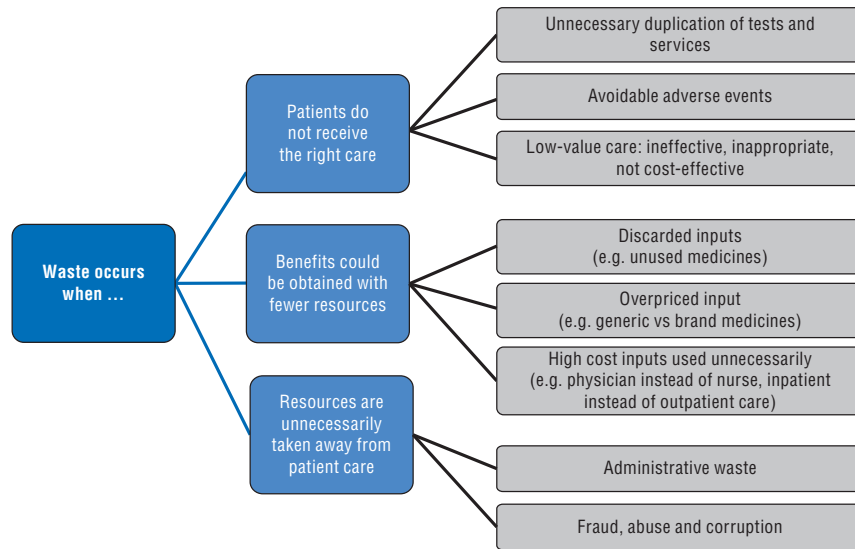 Waste occurs
when ...
Patients do
not receive
the right care
Unnecessary duplication of tests and
services
Avoidable adverse events
Low-value care: ineffective, inappropriate,
not cost-effective
Benefits could
be obtained with
fewer resources
Discarded inputs
(e.g. unused medicines)
Overpriced input
(e.g. generic vs brand medicines)
High cost inputs used unnecessarily
(e.g. physician instead of nurse, inpatient
instead of outpatient care)
Resources are
unnecessarily
taken away from
patient care
Administrative waste
Fraud, abuse and corruption